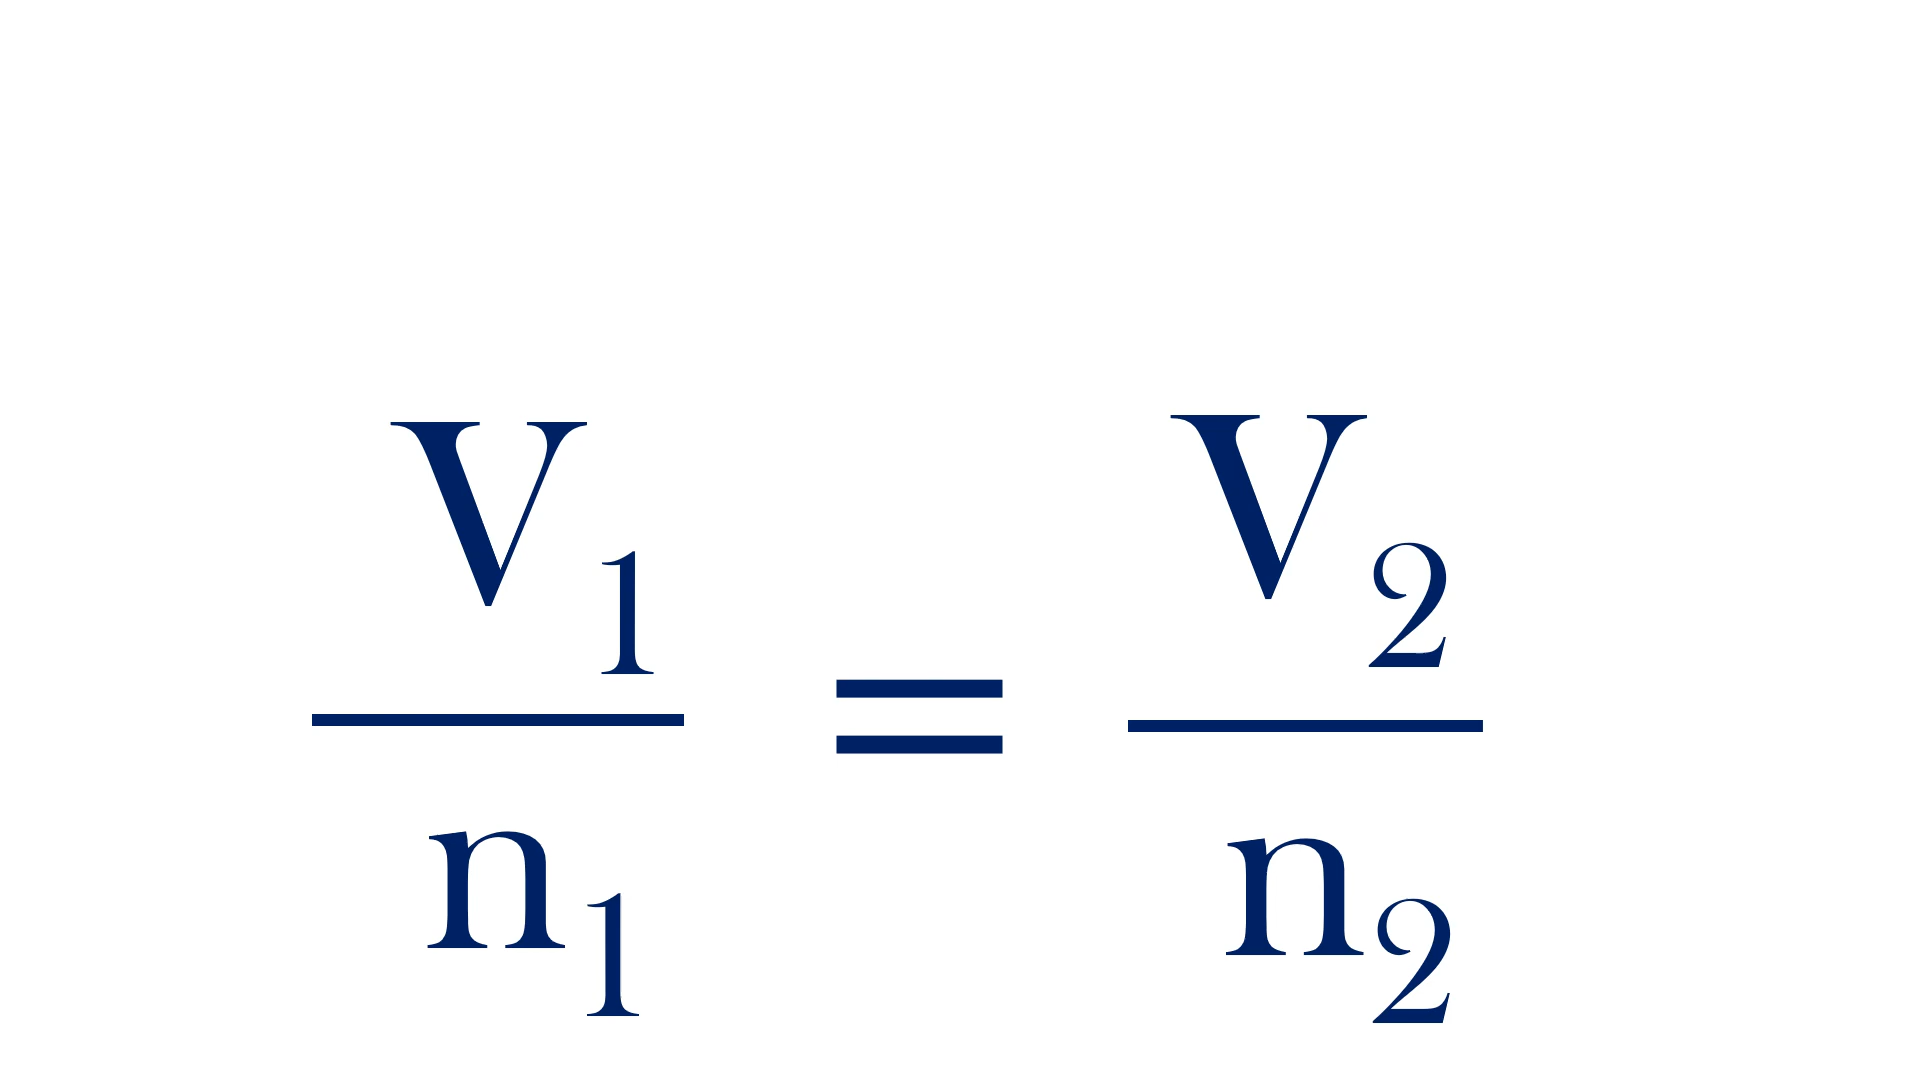 V₁ = V₂
n₁ n₂